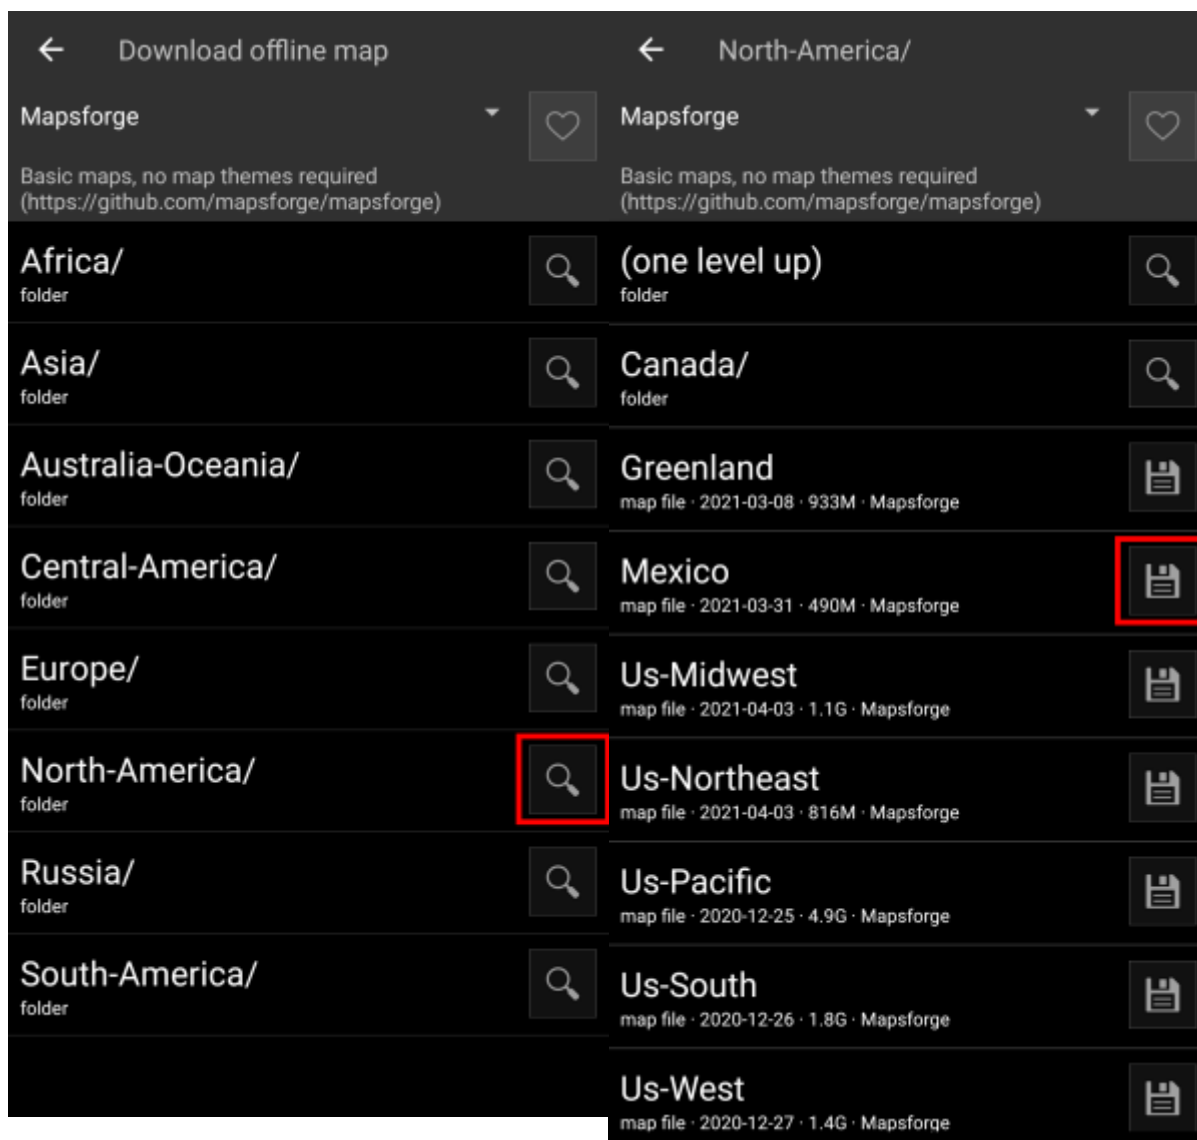 Download offline map
Mapsforge
Basic maps, no map themes required
(https://github.com/mapsforge/mapsforge)
Africa/
folder
Asia/
folder
Australia-Oceania/
folder
Central-America/
folder
Europe/
folder
North-America/
folder
Russia/
folder
South-America/
folder
North-America/
Mapsforge
Basic maps, no map themes required
(https://github.com/mapsforge/mapsforge)
(one level up)
folder
Canada/
folder
Greenland
map file · 2021-03-08 · 933M · Mapsforge
Mexico
map file · 2021-03-31 · 490M · Mapsforge
Us-Midwest
map file · 2021-04-03 · 1.1G · Mapsforge
Us-Northeast
map file · 2021-04-03 · 816M · Mapsforge
Us-Pacific
map file · 2020-12-25 · 4.9G · Mapsforge
Us-South
map file · 2020-12-26 · 1.8G · Mapsforge
Us-West
map file · 2020-12-27 · 1.4G · Mapsforge